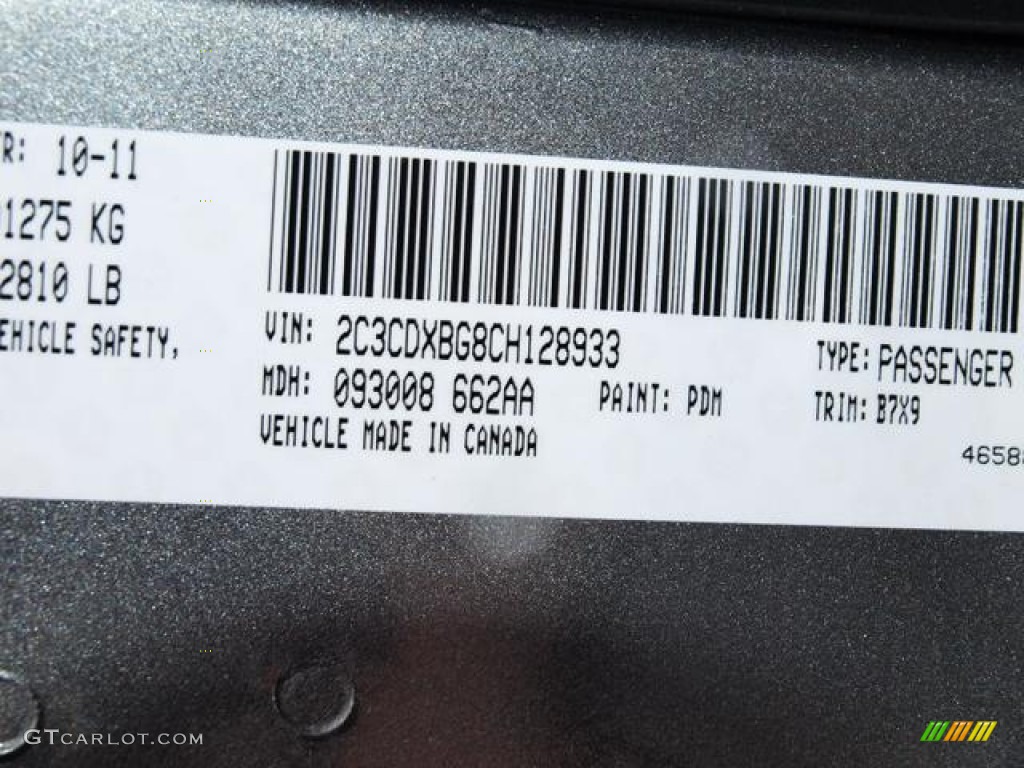 R: 10-11
1275 KG
2810 LB
EHICLE SAFETY,
VIN: 2C3CDXBG8CH128933
TYPE: PASSENGER
MDH: 093008 662AA
PAINT: PDM
TRIM: B7X9
VEHICLE MADE IN CANADA
4658
GTCARLOT.COM